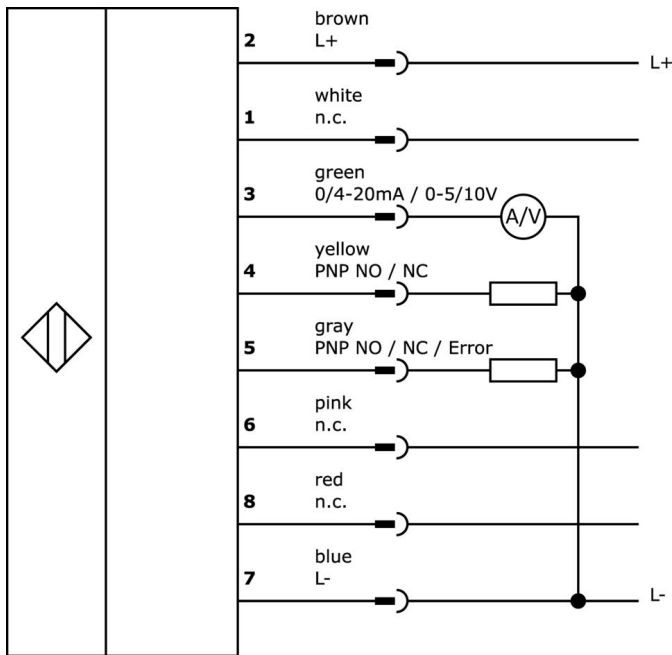 brown
2 L+
L+
white
1 n.c.
green
3 0/4-20mA / 0-5/10V
A/V
yellow
4 PNP NO / NC
gray
5 PNP NO / NC / Error
pink
6 n.c.
red
8 n.c.
blue
7 L-
L-